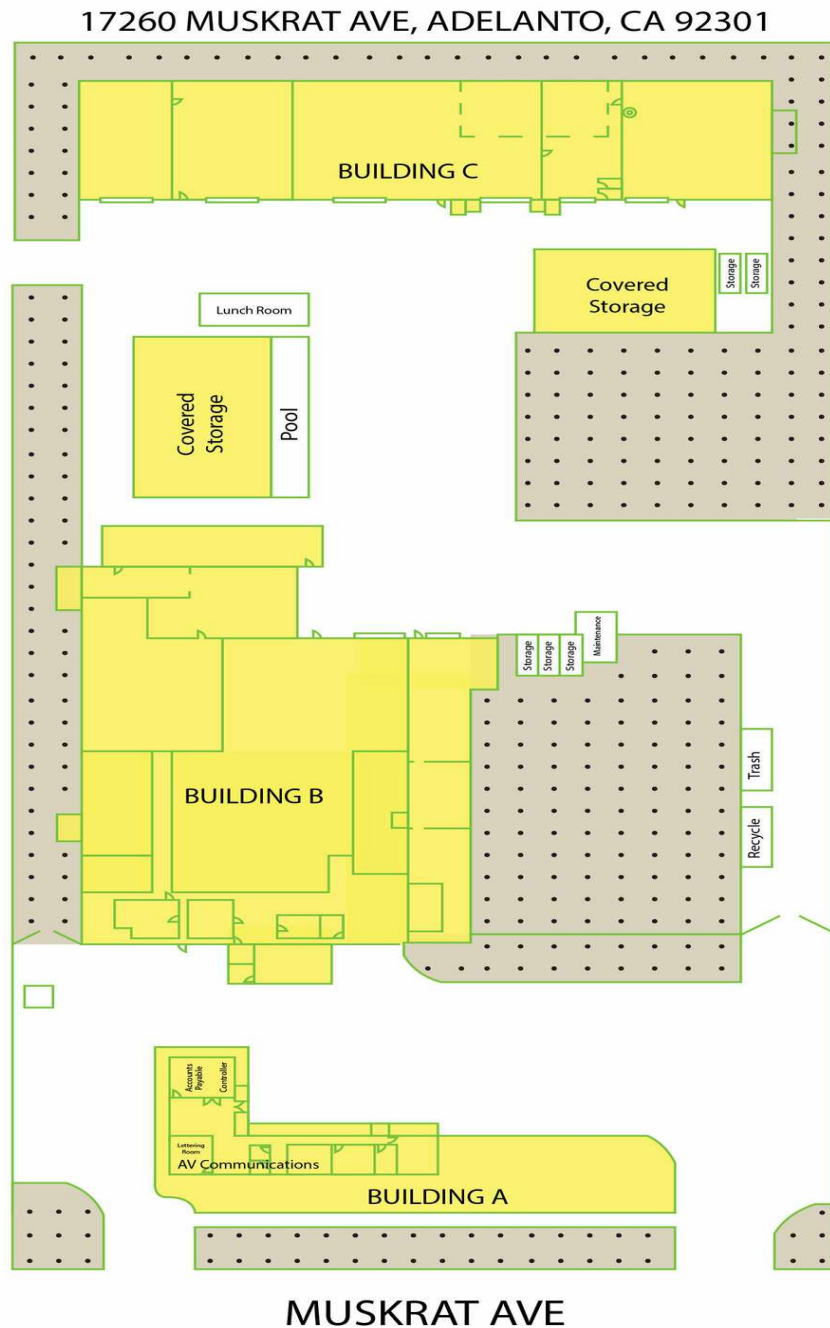 17260 MUSKRAT AVE, ADELANTO, CA 92301
BUILDING C
Covered
Storage
Storage
Storage
Lunch Room
Covered
Storage
Pool
Storage
Storage
Storage
Maintenance
Trash
Recycle
BUILDING B
Accounts
Payable
Controller
Lettering
Room
AV Communications
BUILDING A
MUSKRAT AVE